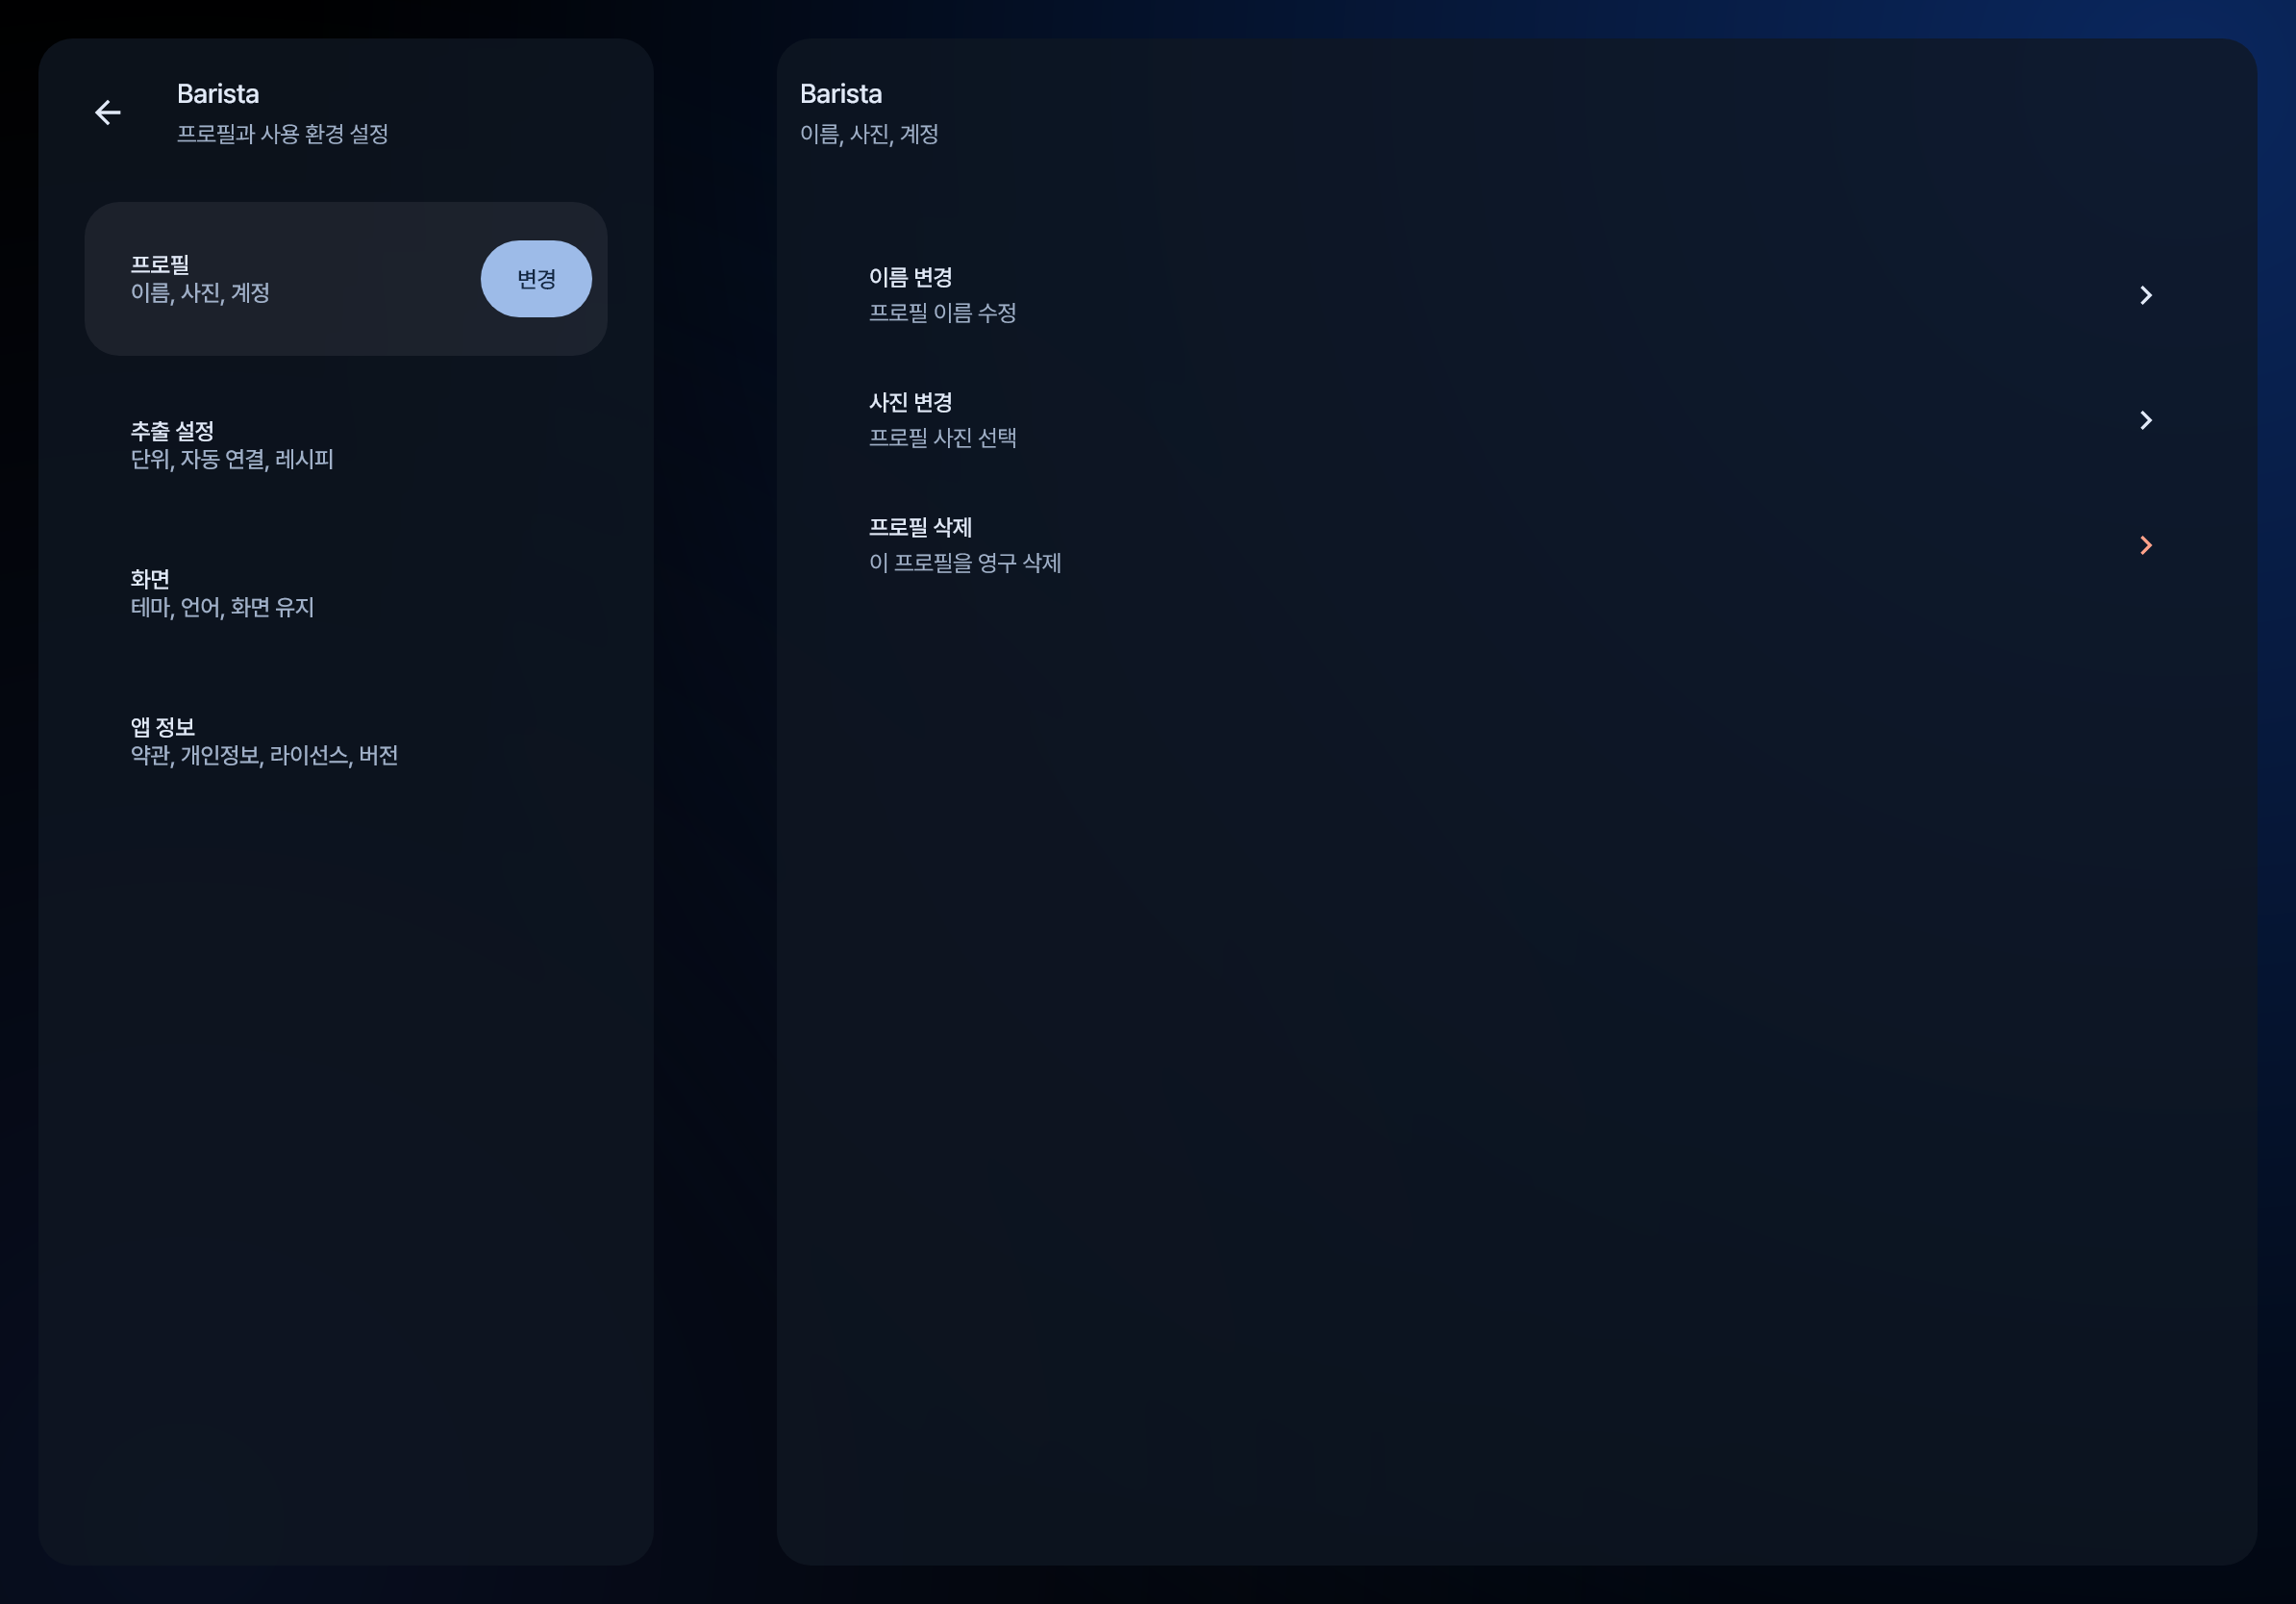 Barista
프로필과 사용 환경 설정
프로필
이름, 사진, 계정
변경
추출 설정
단위, 자동 연결, 레시피
화면
테마, 언어, 화면 유지
앱 정보
약관, 개인정보, 라이선스, 버전
Barista
이름, 사진, 계정
이름 변경
프로필 이름 수정
사진 변경
프로필 사진 선택
프로필 삭제
이 프로필을 영구 삭제